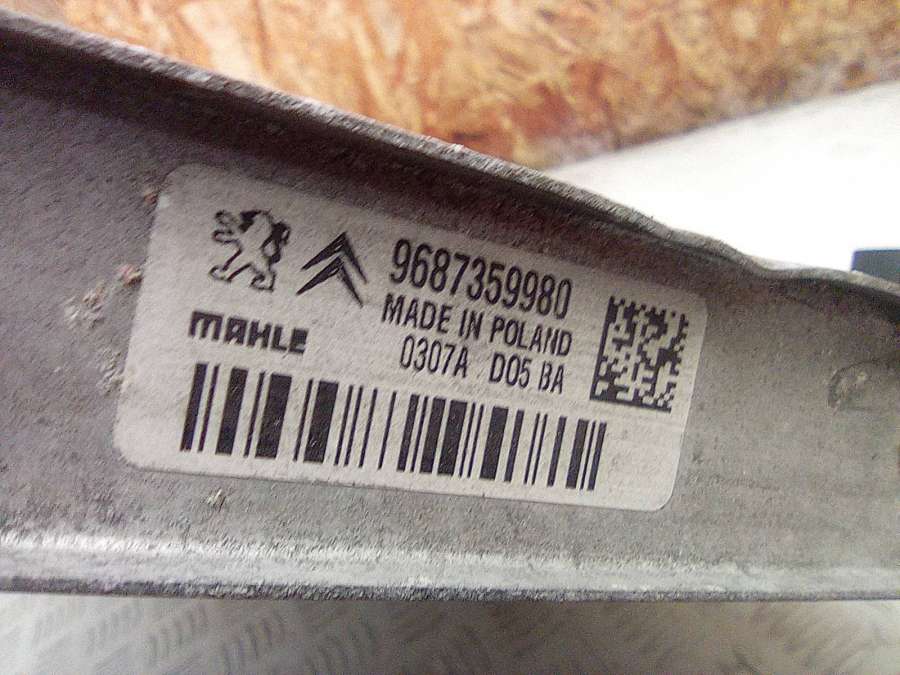 9687359980
MADE IN POLAND
MAHLE
0307A D05 BA